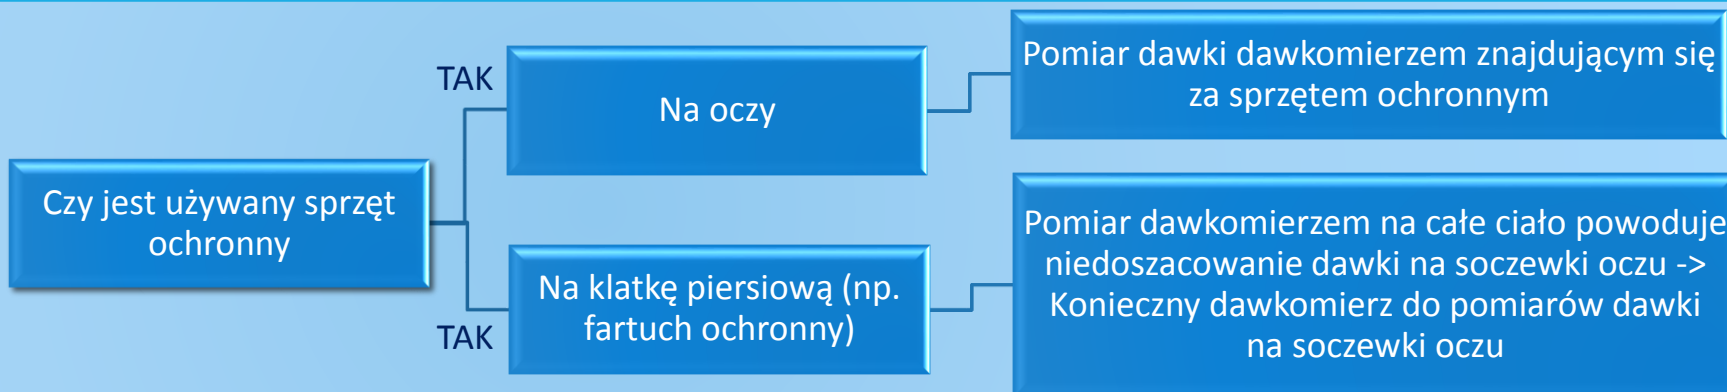 Czy jest używany sprzęt
ochronny
TAK
Na oczy
Pomiar dawki dawkomierzem znajdującym się
za sprzętem ochronnym
TAK
Na klatkę piersiową (np.
fartuch ochronny)
Pomiar dawkomierzem na całe ciało powoduje
niedoszacowanie dawki na soczewki oczu ->
Konieczny dawkomierz do pomiarów dawki
na soczewki oczu